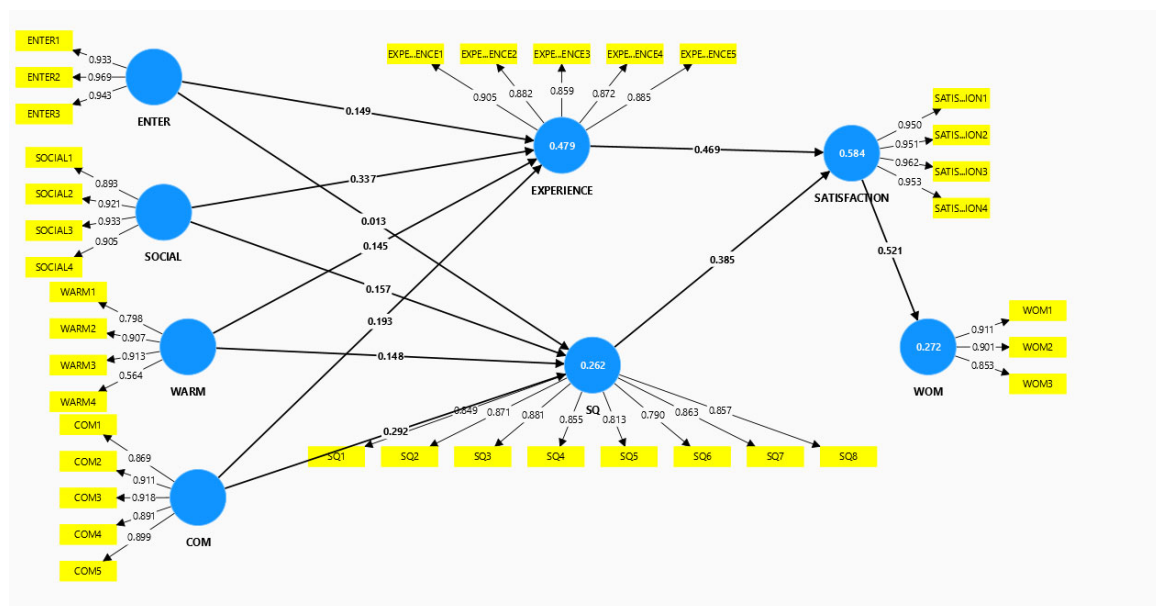 ENTER1
ENTER2
ENTER3
0.933
0.969
0.943
ENTER
SOCIAL1
SOCIAL2
SOCIAL3
SOCIAL4
0.893
0.921
0.933
0.905
SOCIAL
WARM1
WARM2
WARM3
WARM4
0.798
0.907
0.913
0.564
WARM
COM1
COM2
COM3
COM4
COM5
0.869
0.911
0.918
0.891
0.899
COM
0.149
0.337
0.013
0.145
0.157
0.193
0.148
0.292
EXPE...ENCE1
EXPE...ENCE2
EXPE...ENCE3
EXPE...ENCE4
EXPE...ENCE5
0.905
0.882
0.859
0.872
0.885
0.479
EXPERIENCE
0.262
SQ
0.849
0.871
0.881
0.855
0.813
0.790
0.863
0.857
SQ1
SQ2
SQ3
SQ4
SQ5
SQ6
SQ7
SQ8
0.469
0.385
0.584
SATISFACTION
0.950
0.951
0.962
0.953
SATIS...ION1
SATIS...ION2
SATIS...ION3
SATIS...ION4
0.521
0.272
WOM
0.911
0.901
0.853
WOM1
WOM2
WOM3